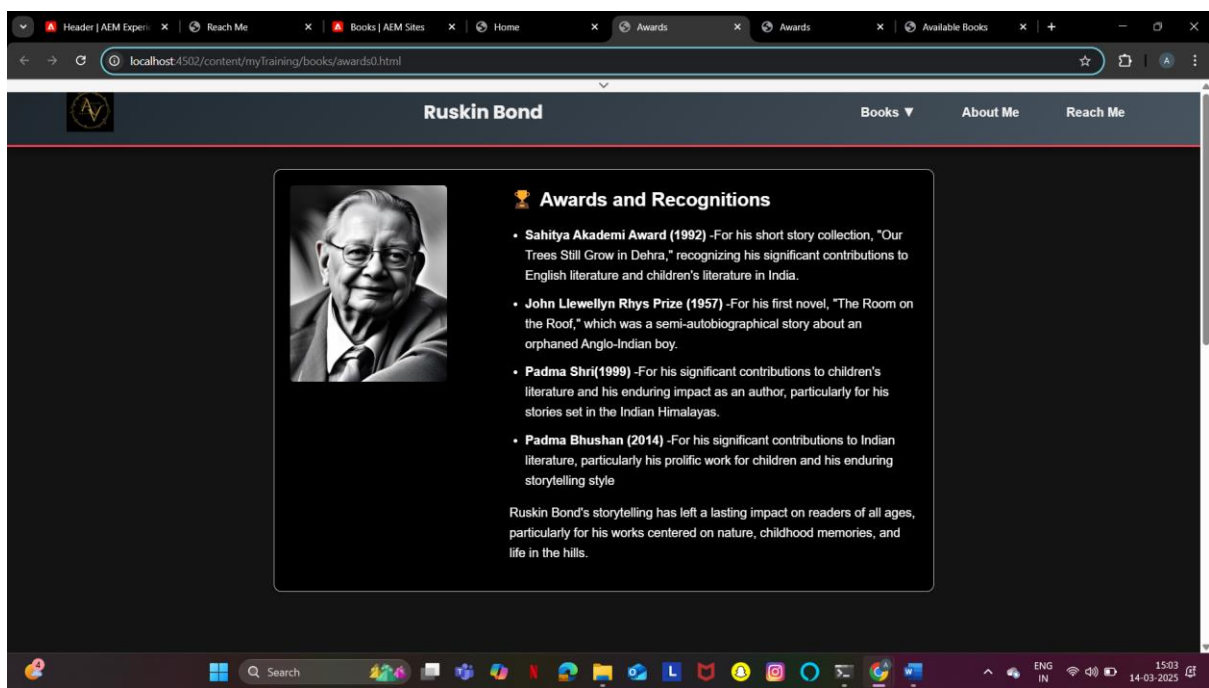 Header | AEM Experi
Reach Me
Books | AEM Sites
Home
Awards
Awards
Available Books
localhost:4502/content/myTraining/books/awards0.html
A
AV
Ruskin Bond
Books ▼
About Me
Reach Me
🏆 Awards and Recognitions
• Sahitya Akademi Award (1992) -For his short story collection, "Our
Trees Still Grow in Dehra," recognizing his significant contributions to
English literature and children's literature in India.
• John Llewellyn Rhys Prize (1957) -For his first novel, "The Room on
the Roof," which was a semi-autobiographical story about an
orphaned Anglo-Indian boy.
• Padma Shri(1999) -For his significant contributions to children's
literature and his enduring impact as an author, particularly for his
stories set in the Indian Himalayas.
• Padma Bhushan (2014) -For his significant contributions to Indian
literature, particularly his prolific work for children and his enduring
storytelling style
Ruskin Bond's storytelling has left a lasting impact on readers of all ages,
particularly for his works centered on nature, childhood memories, and
life in the hills.
4
Search
ENG
IN
15:03
14-03-2025